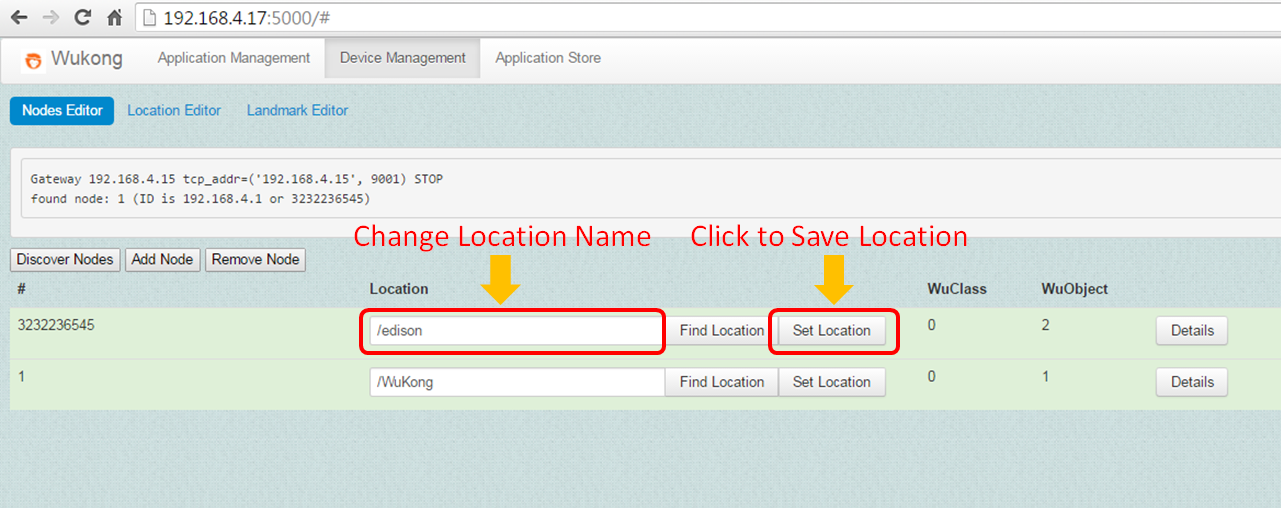 192.168.4.17:5000/#
Wukong Application Management Device Management Application Store
Nodes Editor Location Editor Landmark Editor
Gateway 192.168.4.15 tcp_addr=('192.168.4.15', 9001) STOP
found node: 1 (ID is 192.168.4.1 or 3232236545)
Change Location Name Click to Save Location
Discover Nodes Add Node Remove Node
# Location WuClass WuObject
3232236545 /edison Find Location Set Location 0 2 Details
1 /WuKong Find Location Set Location 0 1 Details